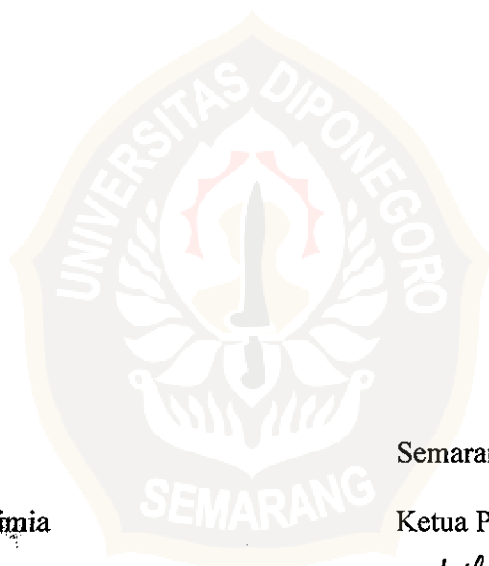 UNIVERSITAS DIPONEGORO
Semaran
SEMARANG
imia
Ketua P